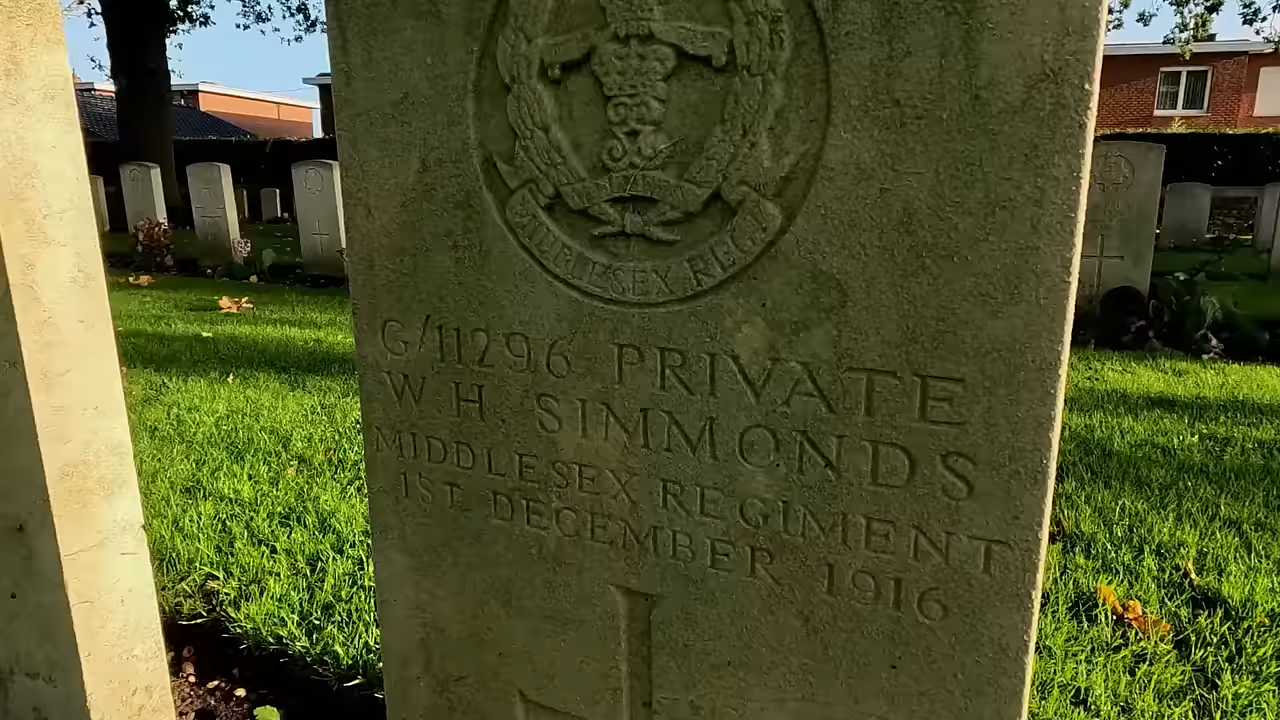 MIDDLESEX REGT
G/11296 PRIVATE
W. H. SIMMONDS
MIDDLESEX REGIMENT
1ST DECEMBER 1916